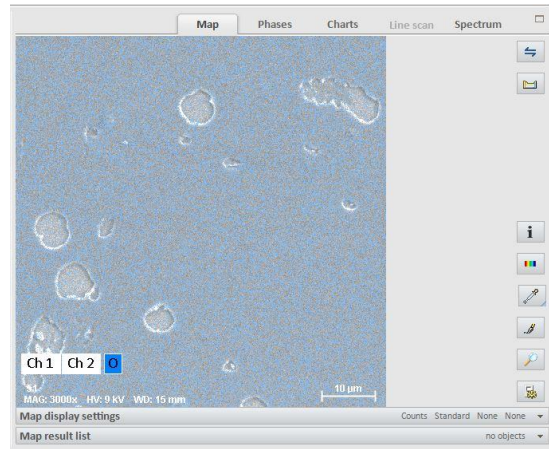 Map Phases Charts Line scan Spectrum
Ch 1 Ch 2 O
10 µm
MAG: 3000x HV: 9 kV WD: 15 mm
Map display settings Counts Standard None None
Map result list no objects